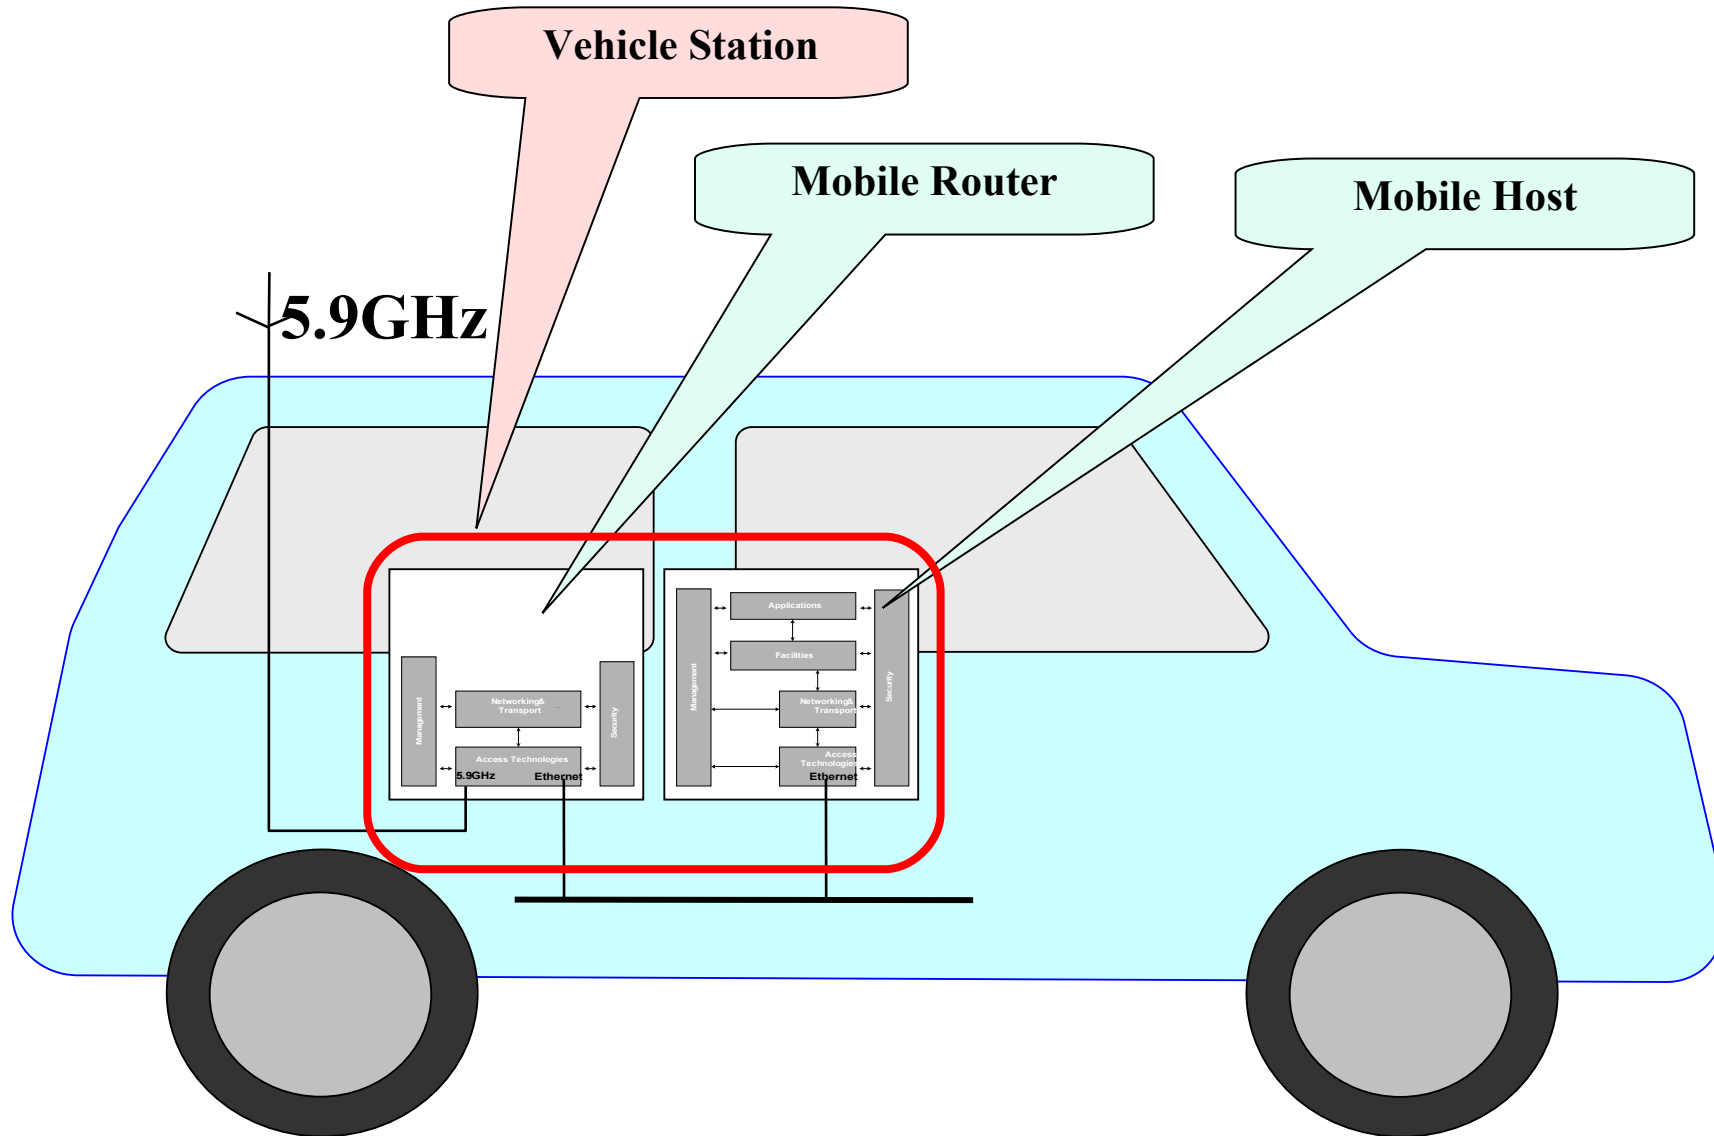 Vehicle Station
Mobile Router
Mobile Host
5.9GHz
Management
Networking&
Transport
Access Technologies
5.9GHz
Ethernet
Security
Management
Applications
Facilities
Networking&
Transport
Access
Technologies
Ethernet
Security